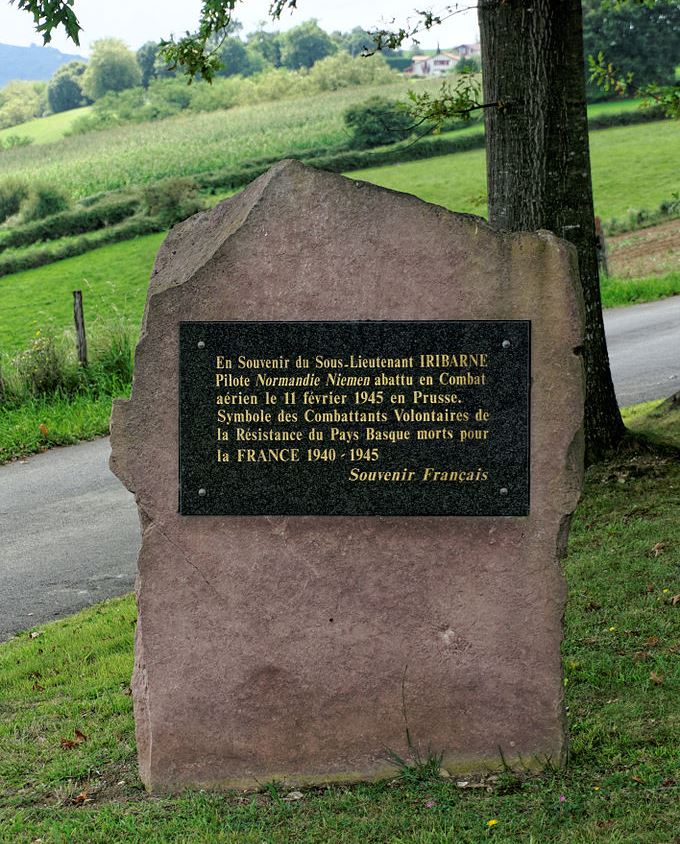 En Souvenir du Sous-Lieutenant IRIBARNE
Pilote Normandie Niemen abattu en Combat
aérien le 11 février 1945 en Prusse.
Symbole des Combattants Volontaires de
la Résistance du Pays Basque morts pour
la FRANCE 1940 - 1945
Souvenir Français